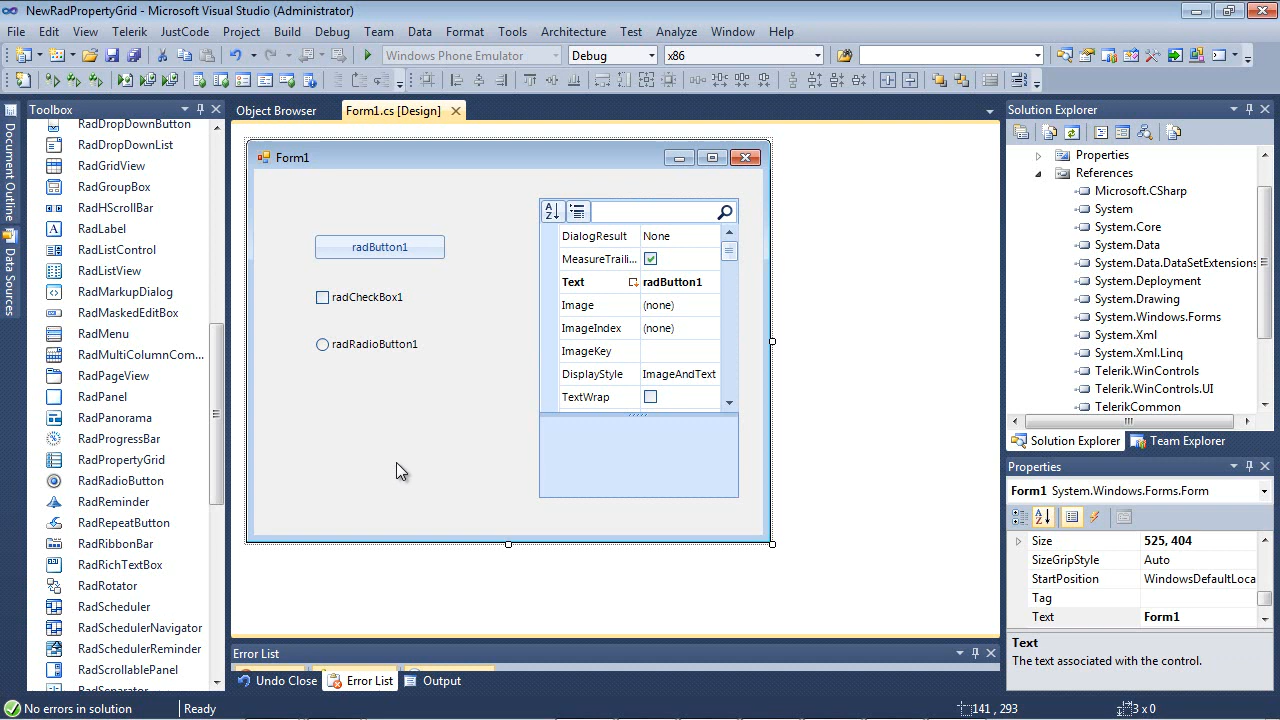 NewRadPropertyGrid - Microsoft Visual Studio (Administrator)
File Edit View Telerik JustCode Project Build Debug Team Data Format Tools Architecture Test Analyze Window Help
Windows Phone Emulator Debug x86
Toolbox
RadDropDownButton
RadDropDownList
RadGridView
RadGroupBox
RadHScrollBar
RadLabel
RadListControl
RadListView
RadMarkupDialog
RadMaskedEditBox
RadMenu
RadMultiColumnCom...
RadPageView
RadPanel
RadPanorama
RadProgressBar
RadPropertyGrid
RadRadioButton
RadReminder
RadRepeatButton
RadRibbonBar
RadRichTextBox
RadRotator
RadScheduler
RadSchedulerNavigator
RadSchedulerReminder
RadScrollablePanel
RadSeparator
Document Outline
Data Sources
Object Browser
Form1.cs [Design]
Form1
radButton1
radCheckBox1
radRadioButton1
DialogResult None
MeasureTraili...
Text radButton1
Image (none)
ImageIndex (none)
ImageKey
DisplayStyle ImageAndText
TextWrap
Error List
Undo Close Error List Output
Solution Explorer
Properties
References
Microsoft.CSharp
System
System.Core
System.Data
System.Data.DataSetExtensions
System.Deployment
System.Drawing
System.Windows.Forms
System.Xml
System.Xml.Linq
Telerik.WinControls
Telerik.WinControls.UI
TelerikCommon
Solution Explorer Team Explorer
Properties
Form1 System.Windows.Forms.Form
Size 525, 404
SizeGripStyle Auto
StartPosition WindowsDefaultLoca
Tag
Text Form1
Text
The text associated with the control.
No errors in solution Ready 141 , 293 3 x 0